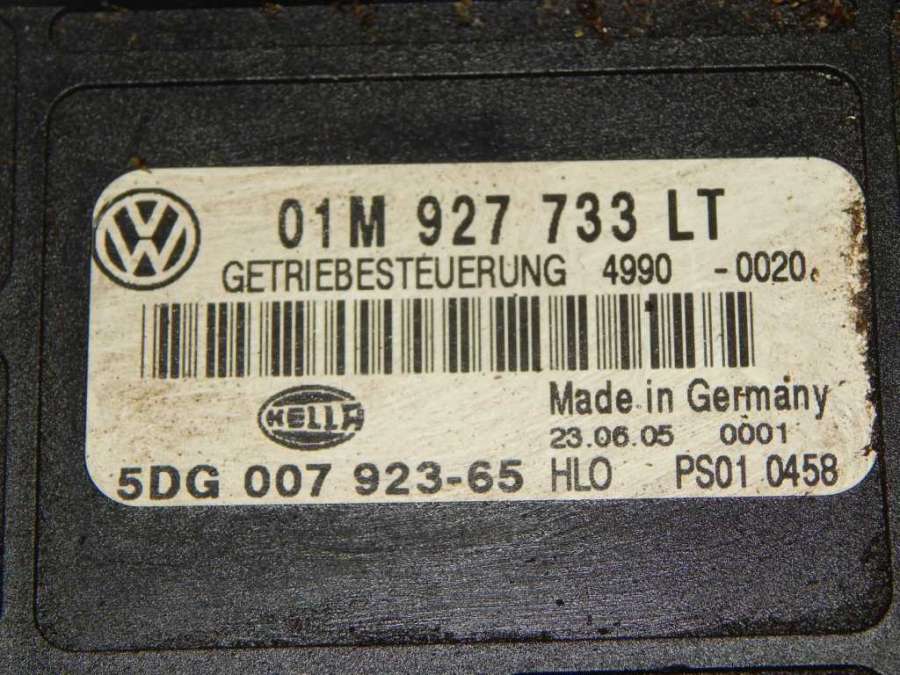 VW
01M 927 733 LT
GETRIEBESTEUERUNG 4990 -0020
HELLA
Made in Germany
23.06.05 0001
5DG 007 923-65 HLO PS01 0458